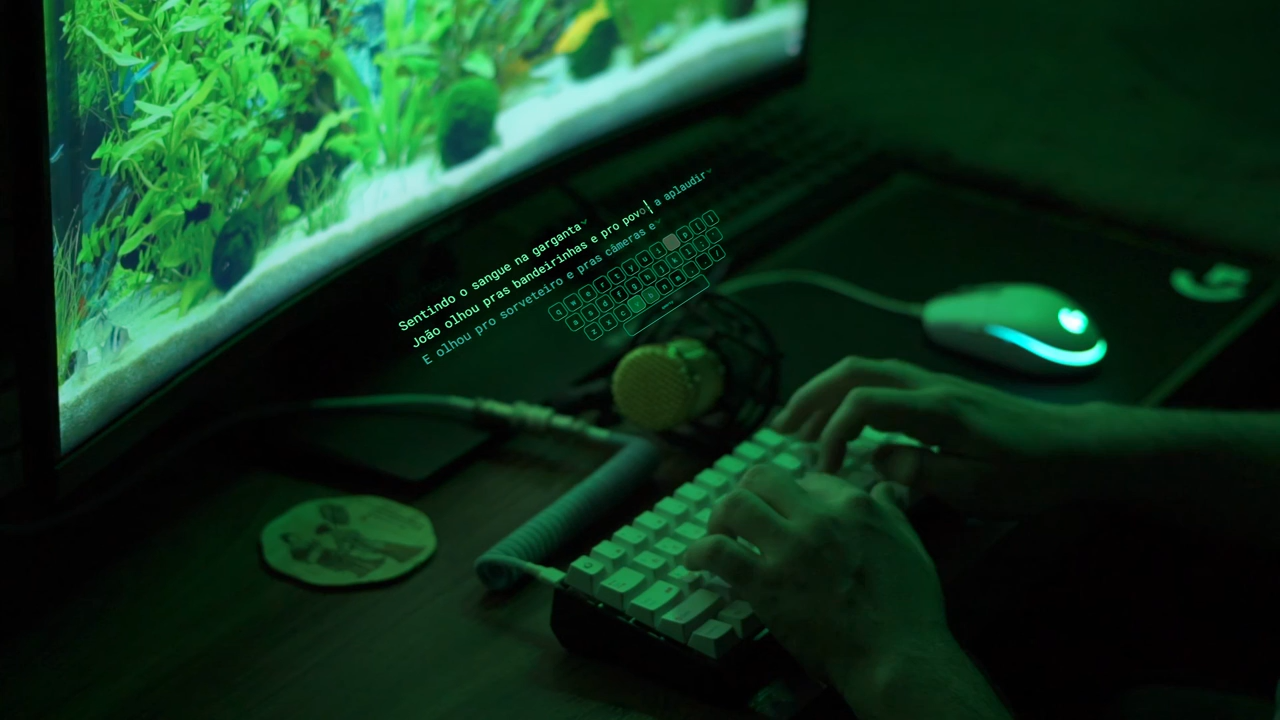 Sentindo o sangue na garganta
João olhou pras bandeirinhas e pro povo a aplaudir
E olhou pro sorveteiro e pras câmeras e
q w e r t y u i o p [ ]
a s d f g h j k l ; '
z x c v b n m , . /